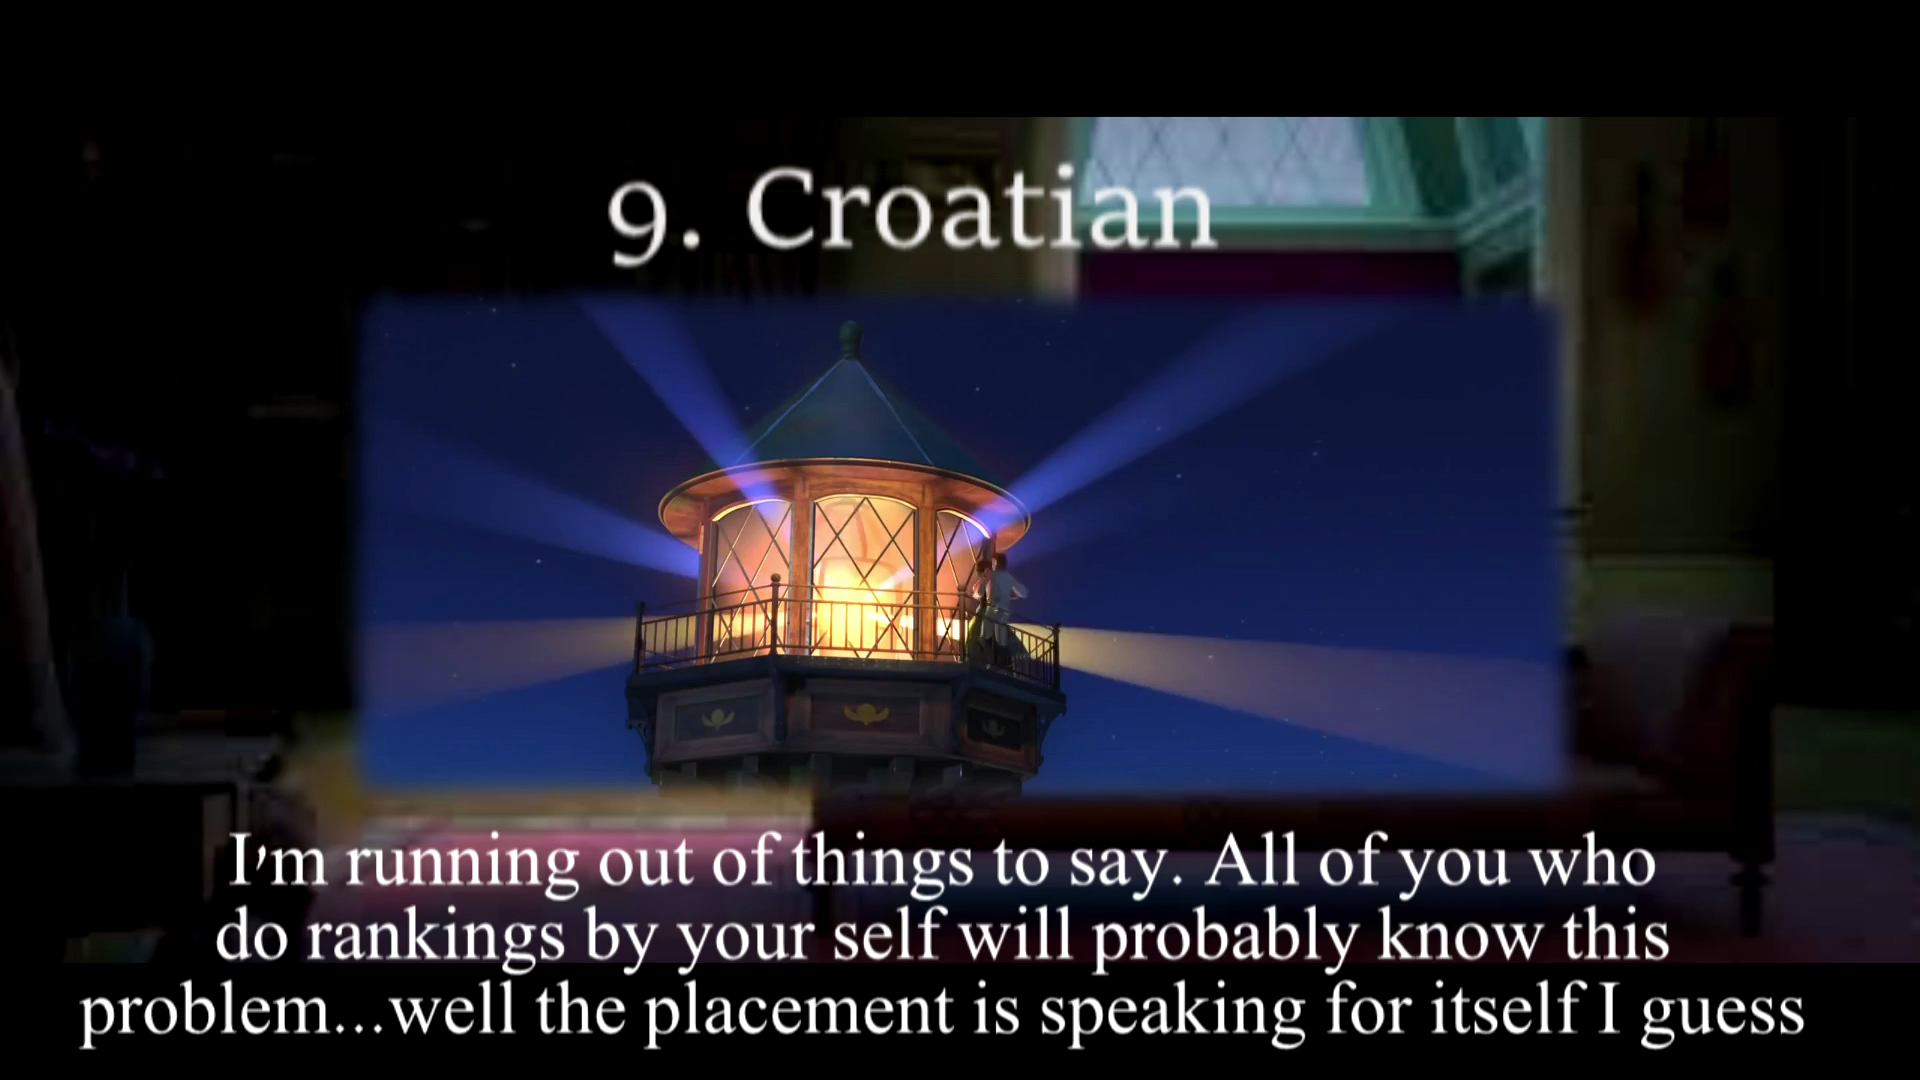 9. Croatian
I'm running out of things to say. All of you who
do rankings by your self will probably know this
problem...well the placement is speaking for itself I guess